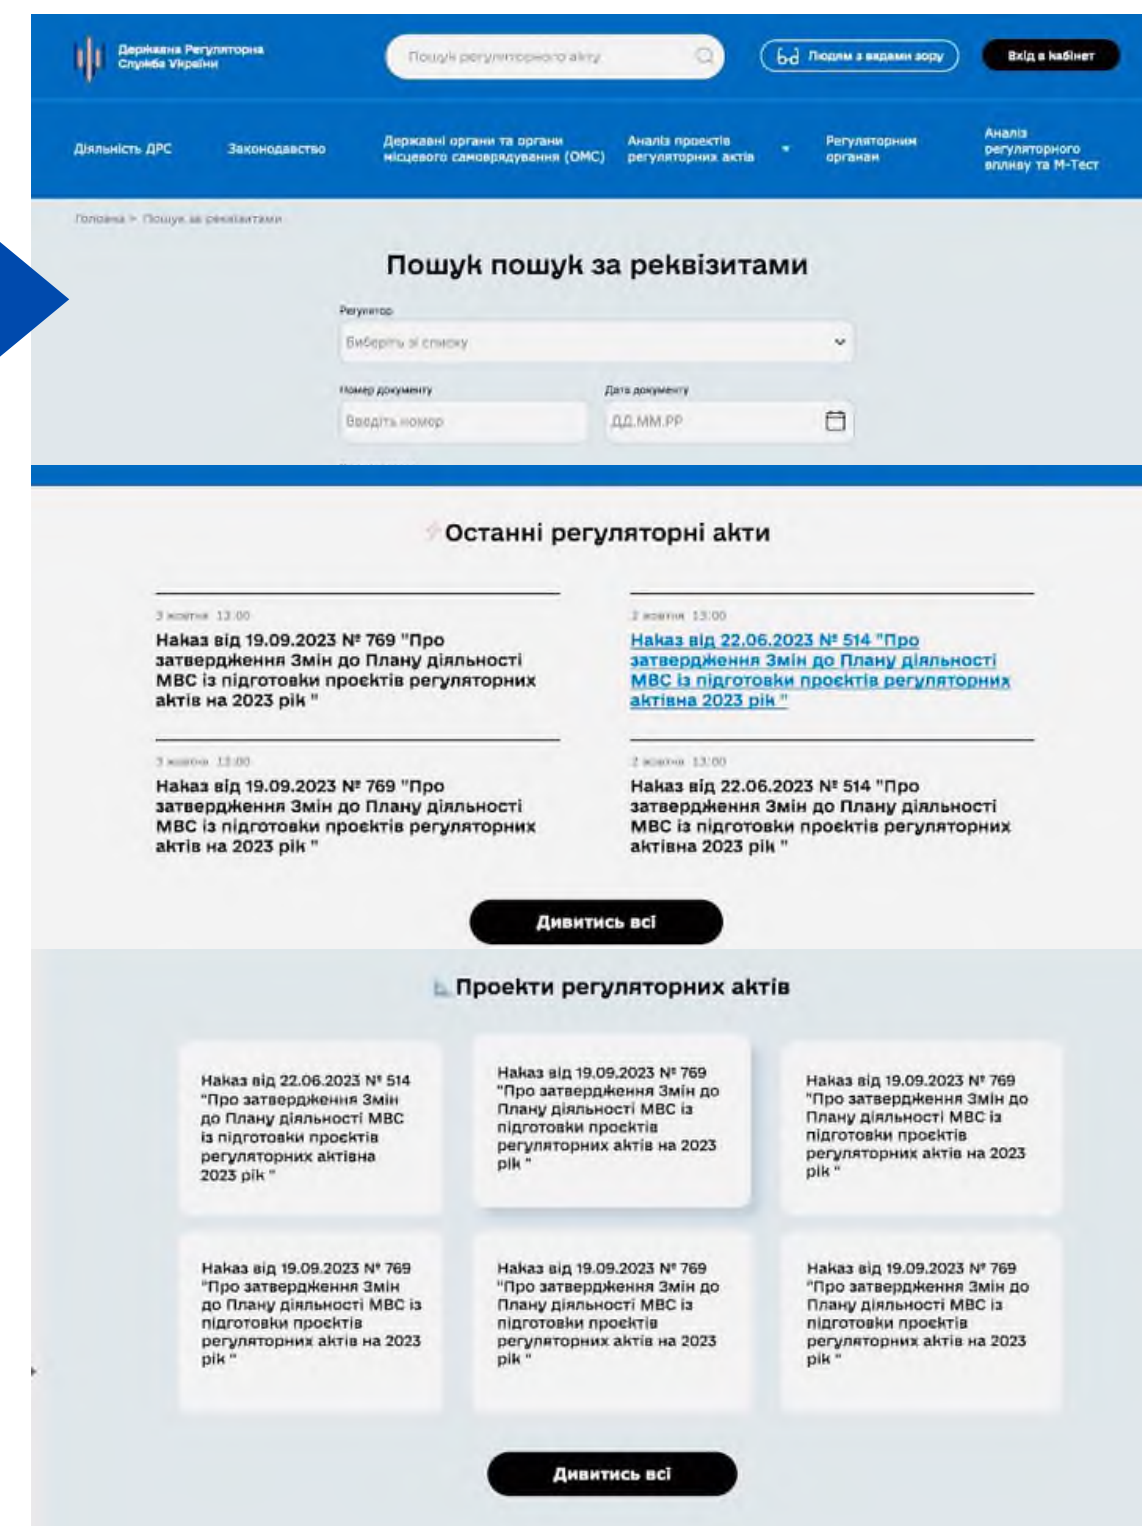 Державна Регуляторна
Служба України
Пошук регуляторного акту
Людям з вадами зору
Вхід в кабінет
Діяльність ДРС
Законодавство
Державні органи та органи
місцевого самоврядування (ОМС)
Аналіз проектів
регуляторних актів
Регуляторним
органам
Аналіз
регуляторного
впливу та М-Тест
Головна > Пошук за реквізитами
Пошук пошук за реквізитами
Регулятор
Виберіть зі списку
Номер документу
Дата документу
Введіть номер
ДД.ММ.РР
Останні регуляторні акти
3 жовтня 13:00
Наказ від 19.09.2023 № 769 "Про
затвердження Змін до Плану діяльності
МВС із підготовки проєктів регуляторних
актів на 2023 рік "
2 жовтня 13:00
Наказ від 22.06.2023 № 514 "Про
затвердження Змін до Плану діяльності
МВС із підготовки проєктів регуляторних
актівна 2023 рік "
3 жовтня 13:00
Наказ від 19.09.2023 № 769 "Про
затвердження Змін до Плану діяльності
МВС із підготовки проєктів регуляторних
актів на 2023 рік "
2 жовтня 13:00
Наказ від 22.06.2023 № 514 "Про
затвердження Змін до Плану діяльності
МВС із підготовки проєктів регуляторних
актівна 2023 рік "
Дивитись всі
Проекти регуляторних актів
Наказ від 22.06.2023 № 514
"Про затвердження Змін
до Плану діяльності МВС
із підготовки проєктів
регуляторних актівна
2023 рік "
Наказ від 19.09.2023 № 769
"Про затвердження Змін до
Плану діяльності МВС із
підготовки проєктів
регуляторних актів на 2023
рік "
Наказ від 19.09.2023 № 769
"Про затвердження Змін до
Плану діяльності МВС із
підготовки проєктів
регуляторних актів на 2023
рік "
Наказ від 19.09.2023 № 769
"Про затвердження Змін
до Плану діяльності МВС із
підготовки проєктів
регуляторних актів на 2023
рік "
Наказ від 19.09.2023 № 769
"Про затвердження Змін до
Плану діяльності МВС із
підготовки проєктів
регуляторних актів на 2023
рік "
Наказ від 19.09.2023 № 769
"Про затвердження Змін до
Плану діяльності МВС із
підготовки проєктів
регуляторних актів на 2023
рік "
Дивитись всі